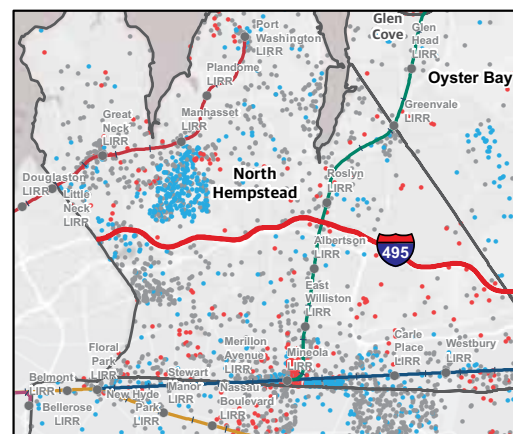 Port
Washington
LIRR
Glen
Cove
Glen
Head
LIRR
Plandome
LIRR
Oyster Bay
Great
Neck
LIRR
Manhasset
LIRR
Greenvale
LIRR
Douglaston
LIRR
Little
Neck
LIRR
North
Hempstead
Roslyn
LIRR
Albertson
LIRR
495
East
Williston
LIRR
Floral
Park
LIRR
Merillon
Avenue
LIRR
Mineola
LIRR
Carle
Place
LIRR
Westbury
LIRR
Belmont
LIRR
Stewart
Manor
LIRR
Bellerose
LIRR
New Hyde
Park
LIRR
Nassau
Boulevard
LIRR